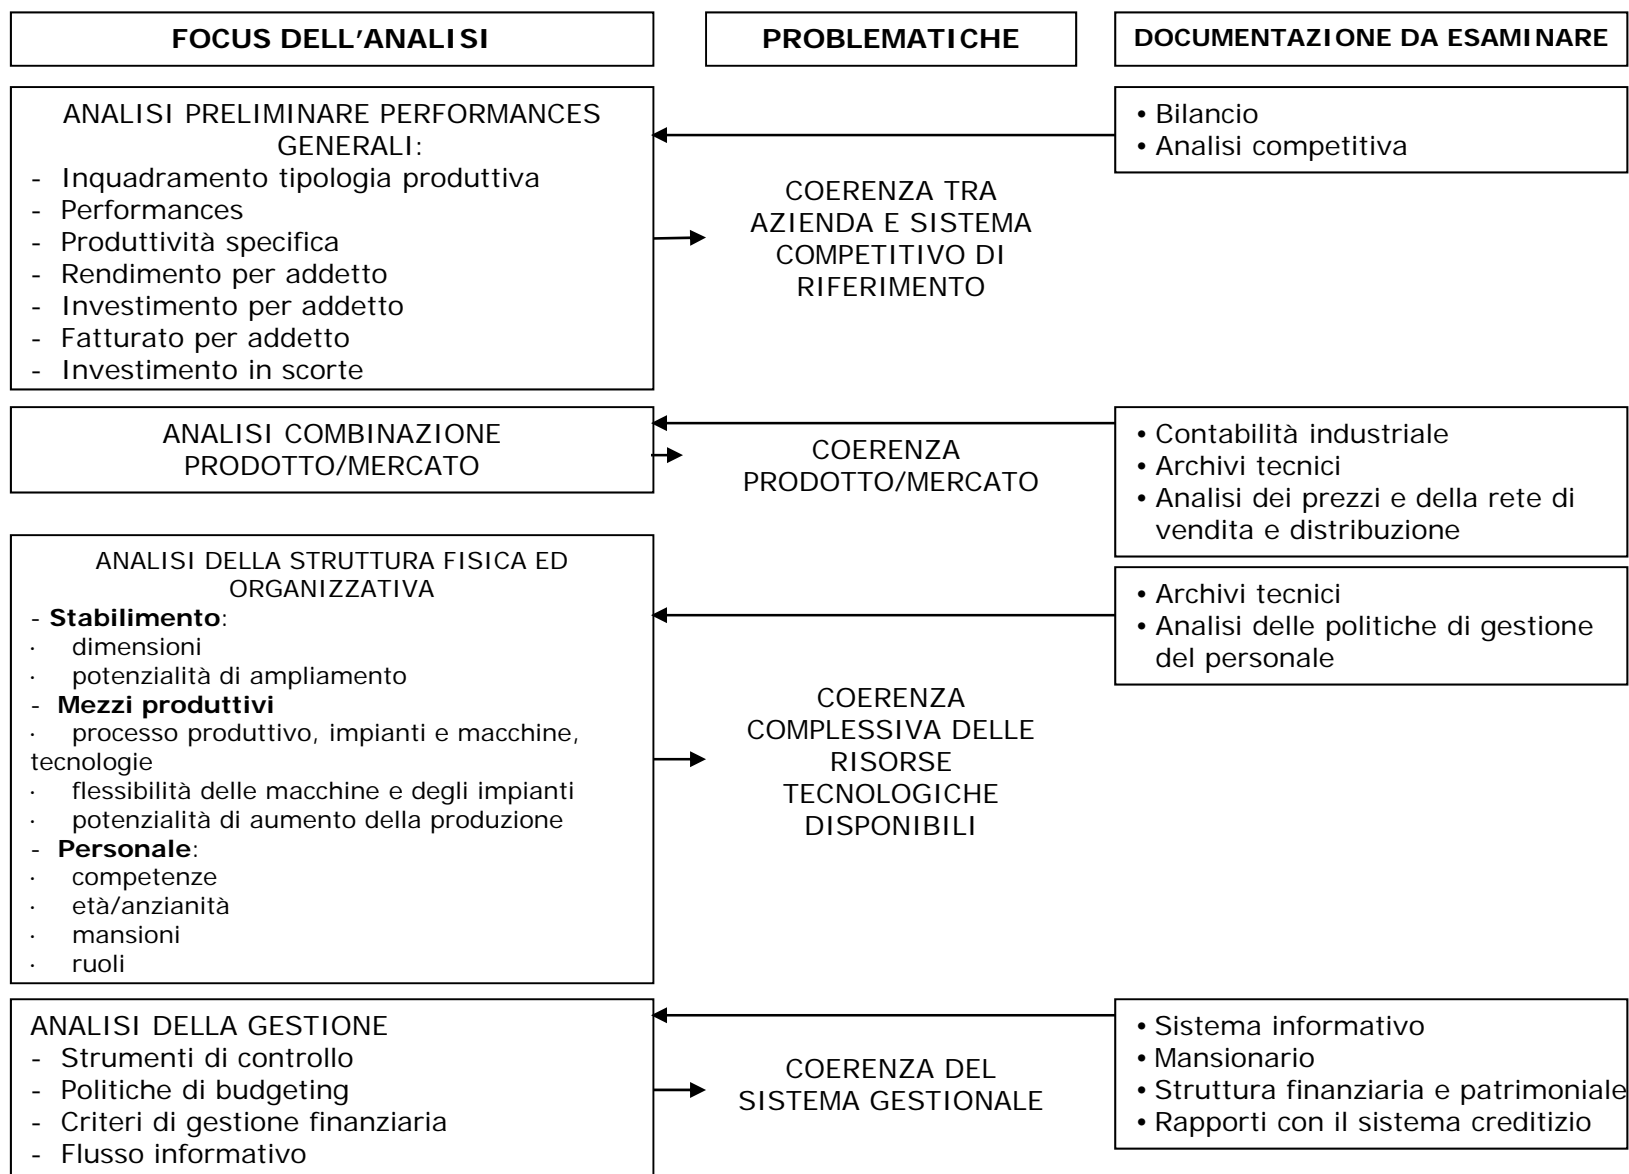 FOCUS DELL'ANALISI
PROBLEMATICHE
DOCUMENTAZIONE DA ESAMINARE
ANALISI PRELIMINARE PERFORMANCES
GENERALI:
- Inquadramento tipologia produttiva
- Performances
- Produttività specifica
- Rendimento per addetto
- Investimento per addetto
- Fatturato per addetto
- Investimento in scorte
COERENZA TRA
AZIENDA E SISTEMA
COMPETITIVO DI
RIFERIMENTO
• Bilancio
• Analisi competitiva
ANALISI COMBINAZIONE
PRODOTTO/MERCATO
COERENZA
PRODOTTO/MERCATO
• Contabilità industriale
• Archivi tecnici
• Analisi dei prezzi e della rete di
vendita e distribuzione
ANALISI DELLA STRUTTURA FISICA ED
ORGANIZZATIVA
- Stabilimento:
· dimensioni
· potenzialità di ampliamento
- Mezzi produttivi
· processo produttivo, impianti e macchine,
tecnologie
· flessibilità delle macchine e degli impianti
· potenzialità di aumento della produzione
- Personale:
· competenze
· età/anzianità
· mansioni
· ruoli
COERENZA
COMPLESSIVA DELLE
RISORSE
TECNOLOGICHE
DISPONIBILI
• Archivi tecnici
• Analisi delle politiche di gestione
del personale
ANALISI DELLA GESTIONE
- Strumenti di controllo
- Politiche di budgeting
- Criteri di gestione finanziaria
- Flusso informativo
COERENZA DEL
SISTEMA GESTIONALE
• Sistema informativo
• Mansionario
• Struttura finanziaria e patrimoniale
• Rapporti con il sistema creditizio